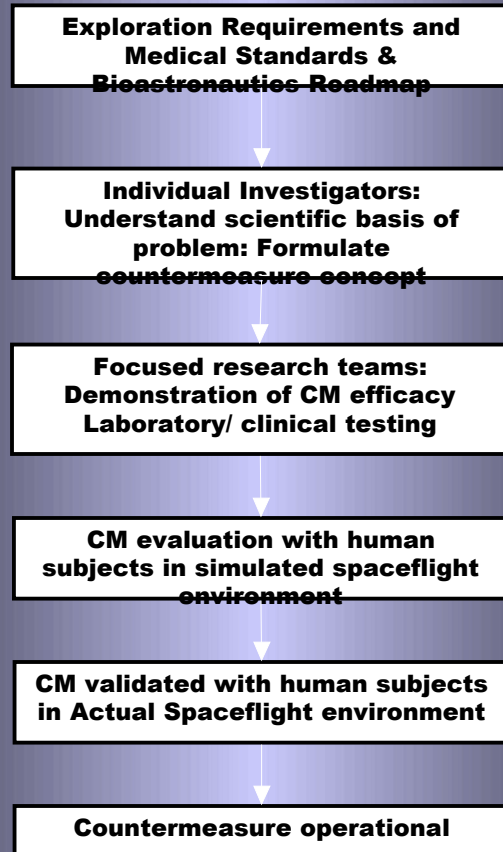 Exploration Requirements and
Medical Standards &
Bioastronautics Roadmap
Individual Investigators:
Understand scientific basis of
problem: Formulate
countermeasure concept
Focused research teams:
Demonstration of CM efficacy
Laboratory/ clinical testing
CM evaluation with human
subjects in simulated spaceflight
environment
CM validated with human subjects
in Actual Spaceflight environment
Countermeasure operational